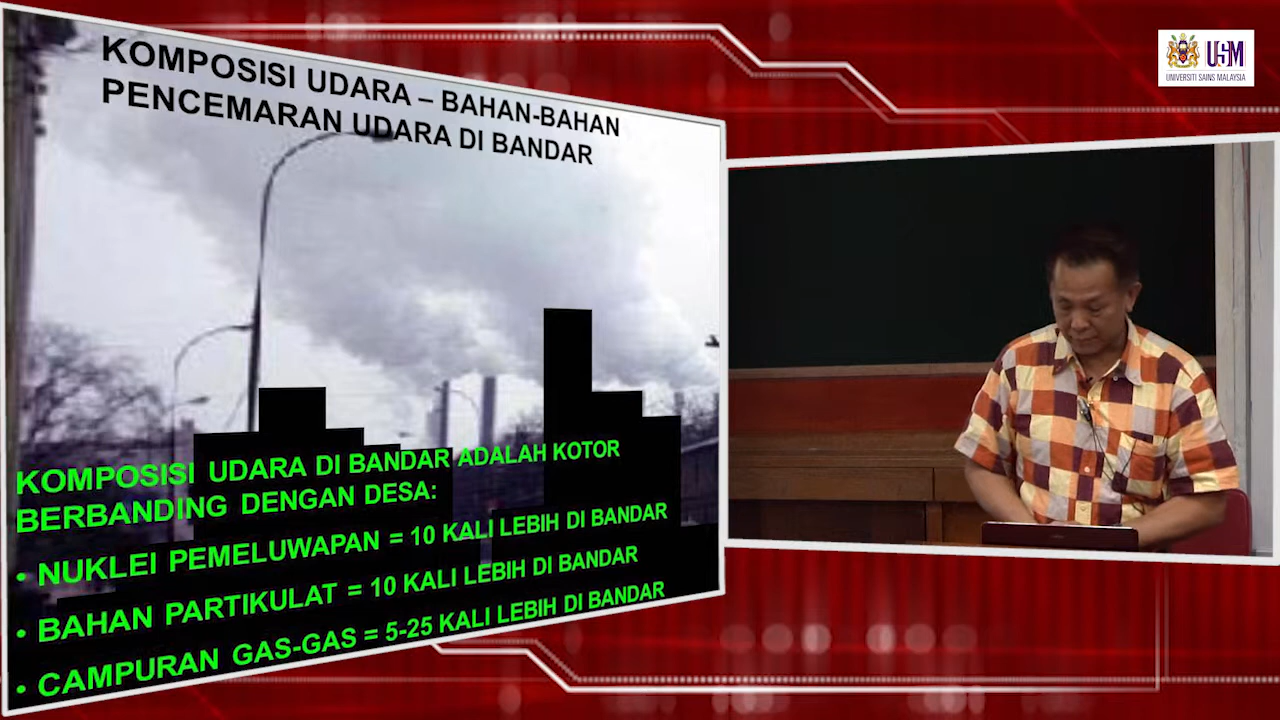 KOMPOSISI UDARA – BAHAN-BAHAN
PENCEMARAN UDARA DI BANDAR
KOMPOSISI UDARA DI BANDAR ADALAH KOTOR
BERBANDING DENGAN DESA:
• NUKLEI PEMELUWAPAN = 10 KALI LEBIH DI BANDAR
• BAHAN PARTIKULAT = 10 KALI LEBIH DI BANDAR
• CAMPURAN GAS-GAS = 5-25 KALI LEBIH DI BANDAR
USM
UNIVERSITI SAINS MALAYSIA